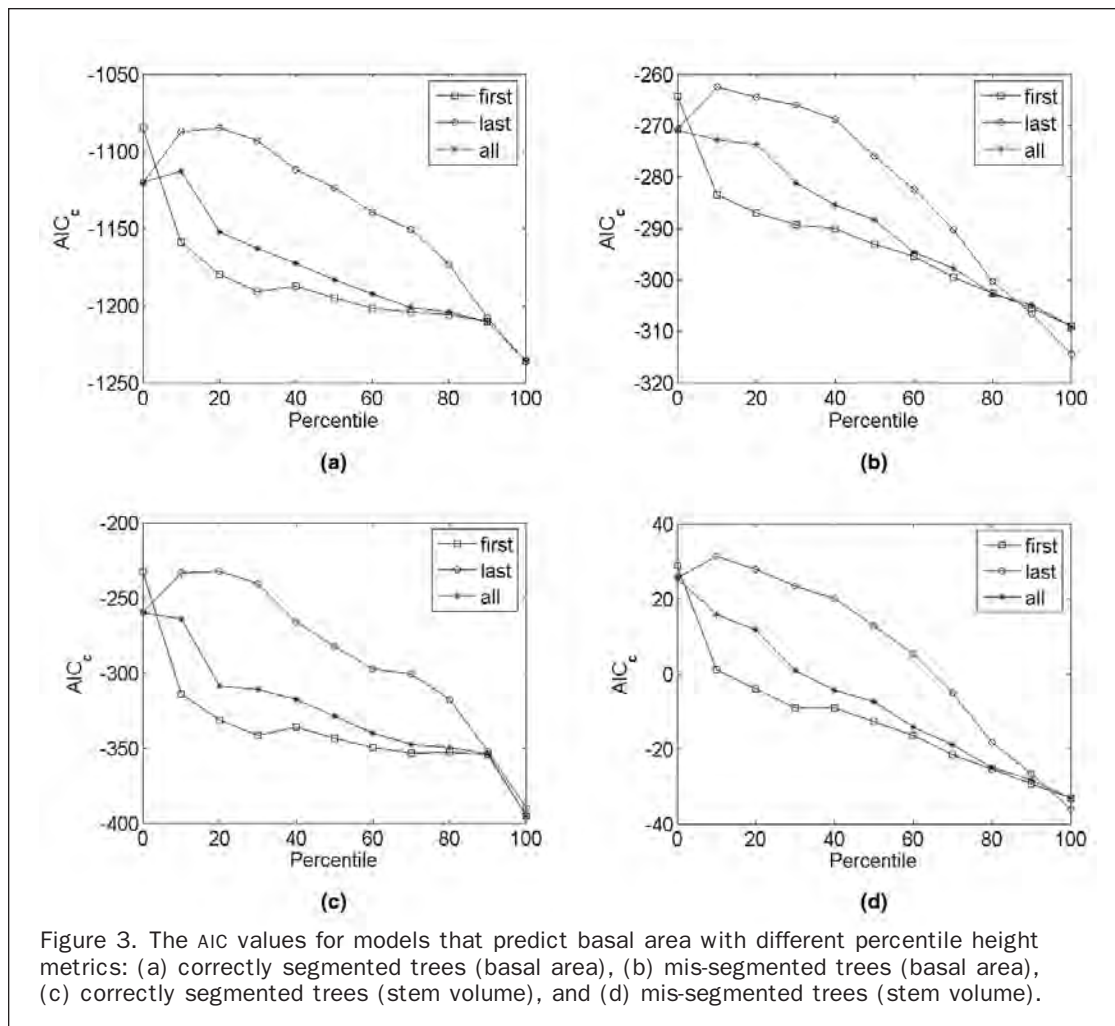 -1050
-1100
-1150
-1200
-1250
AICc
0 20 40 60 80 100
Percentile
first
last
all
(a)
-260
-270
-280
-290
-300
-310
-320
AICc
0 20 40 60 80 100
Percentile
first
last
all
(b)
-200
-250
-300
-350
-400
AICc
0 20 40 60 80 100
Percentile
first
last
all
(c)
40
20
0
-20
-40
AICc
0 20 40 60 80 100
Percentile
first
last
all
(d)
Figure 3. The AIC values for models that predict basal area with different percentile height
metrics: (a) correctly segmented trees (basal area), (b) mis-segmented trees (basal area),
(c) correctly segmented trees (stem volume), and (d) mis-segmented trees (stem volume).